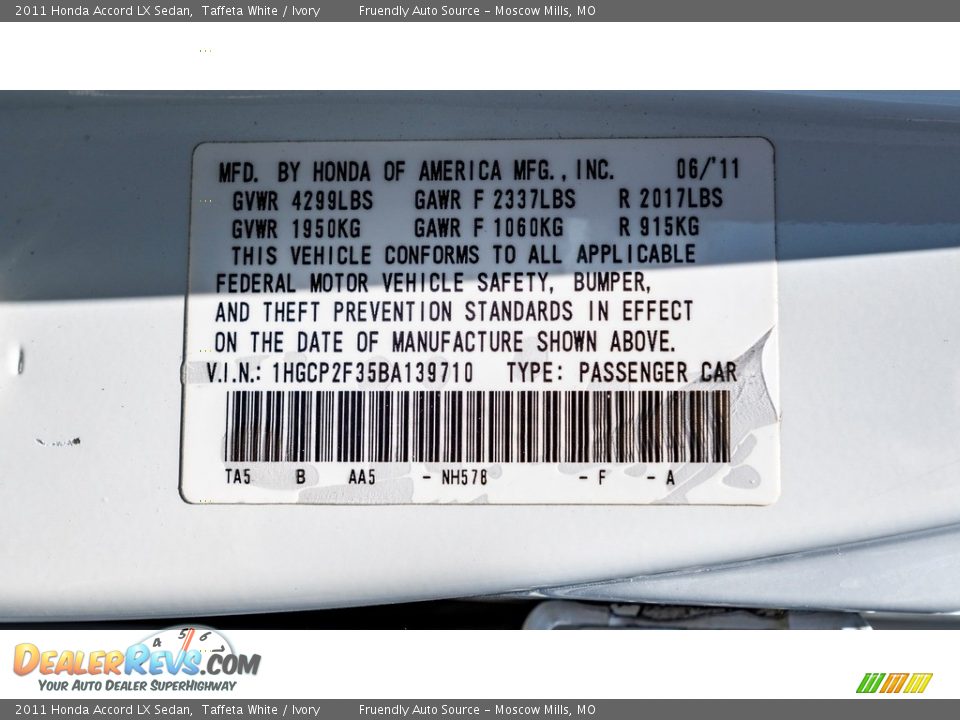 2011 Honda Accord LX Sedan,  Taffeta White / Ivory    Fruendly Auto Source - Moscow Mills, MO
MFD. BY HONDA OF AMERICA MFG., INC. 06/'11
GVWR 4299LBS GAWR F 2337LBS R 2017LBS
GVWR 1950KG GAWR F 1060KG R 915KG
THIS VEHICLE CONFORMS TO ALL APPLICABLE
FEDERAL MOTOR VEHICLE SAFETY, BUMPER,
AND THEFT PREVENTION STANDARDS IN EFFECT
ON THE DATE OF MANUFACTURE SHOWN ABOVE.
V.I.N.: 1HGCP2F35BA139710 TYPE: PASSENGER CAR
TA5 B AA5 - NH578 - F - A
4 5 6
DEALERREVS.COM
YOUR AUTO DEALER SUPERHIGHWAY
2011 Honda Accord LX Sedan,  Taffeta White / Ivory    Fruendly Auto Source - Moscow Mills, MO